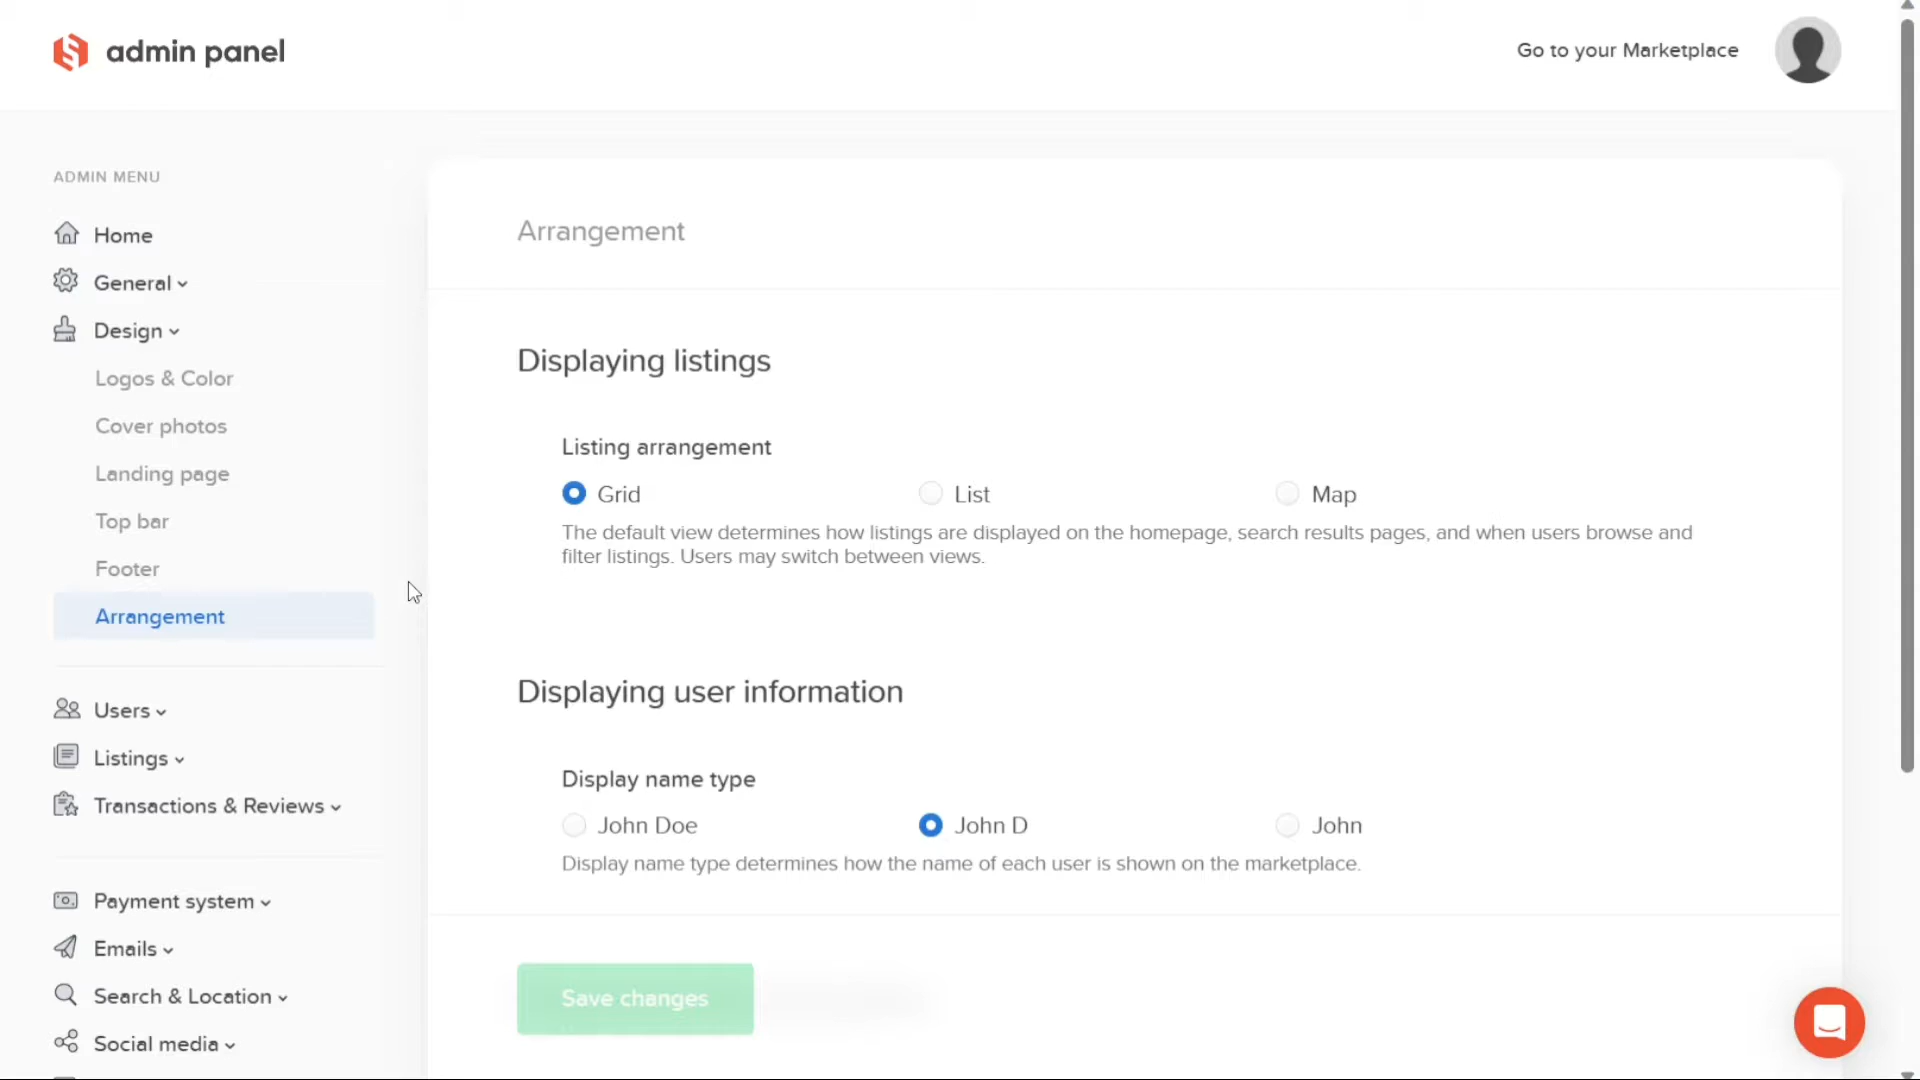 admin panel
Go to your Marketplace
ADMIN MENU
Home
General
Design
Logos & Color
Cover photos
Landing page
Top bar
Footer
Arrangement
Users
Listings
Transactions & Reviews
Payment system
Emails
Search & Location
Social media
Arrangement
Displaying listings
Listing arrangement
Grid List Map
The default view determines how listings are displayed on the homepage, search results pages, and when users browse and
filter listings. Users may switch between views.
Displaying user information
Display name type
John Doe John D John
Display name type determines how the name of each user is shown on the marketplace.
Save changes